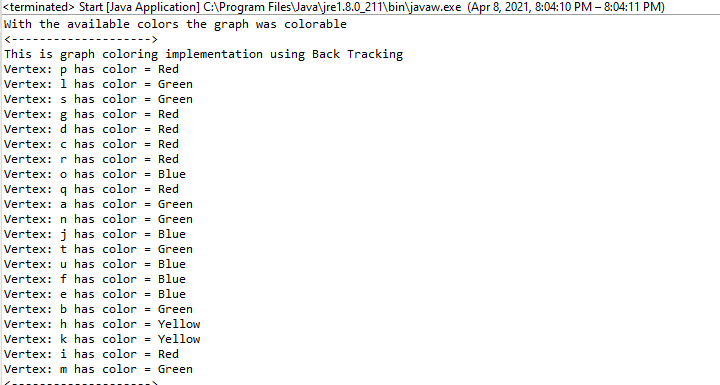 <terminated> Start [Java Application] C:\Program Files\Java\jre1.8.0_211\bin\javaw.exe (Apr 8, 2021, 8:04:10 PM – 8:04:11 PM)
With the available colors the graph was colorable
<-------------------->
This is graph coloring implementation using Back Tracking
Vertex: p has color = Red
Vertex: l has color = Green
Vertex: s has color = Green
Vertex: g has color = Red
Vertex: d has color = Red
Vertex: c has color = Red
Vertex: r has color = Red
Vertex: o has color = Blue
Vertex: q has color = Red
Vertex: a has color = Green
Vertex: n has color = Green
Vertex: j has color = Blue
Vertex: t has color = Green
Vertex: u has color = Blue
Vertex: f has color = Blue
Vertex: e has color = Blue
Vertex: b has color = Green
Vertex: h has color = Yellow
Vertex: k has color = Yellow
Vertex: i has color = Red
Vertex: m has color = Green
<-------------------->